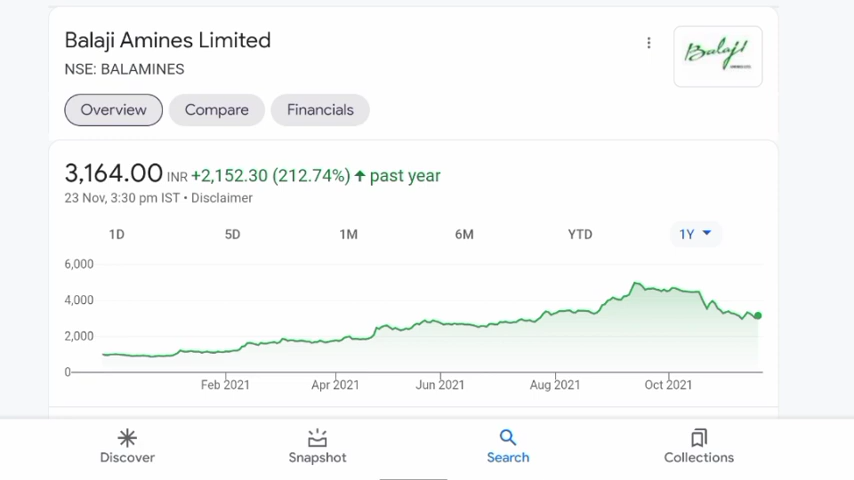 Balaji Amines Limited
NSE: BALAMINES
Balaji
Overview Compare Financials
3,164.00 INR +2,152.30 (212.74%) ↑ past year
23 Nov, 3:30 pm IST • Disclaimer
1D 5D 1M 6M YTD 1Y
6,000
4,000
2,000
0
Feb 2021 Apr 2021 Jun 2021 Aug 2021 Oct 2021
Discover Snapshot Search Collections